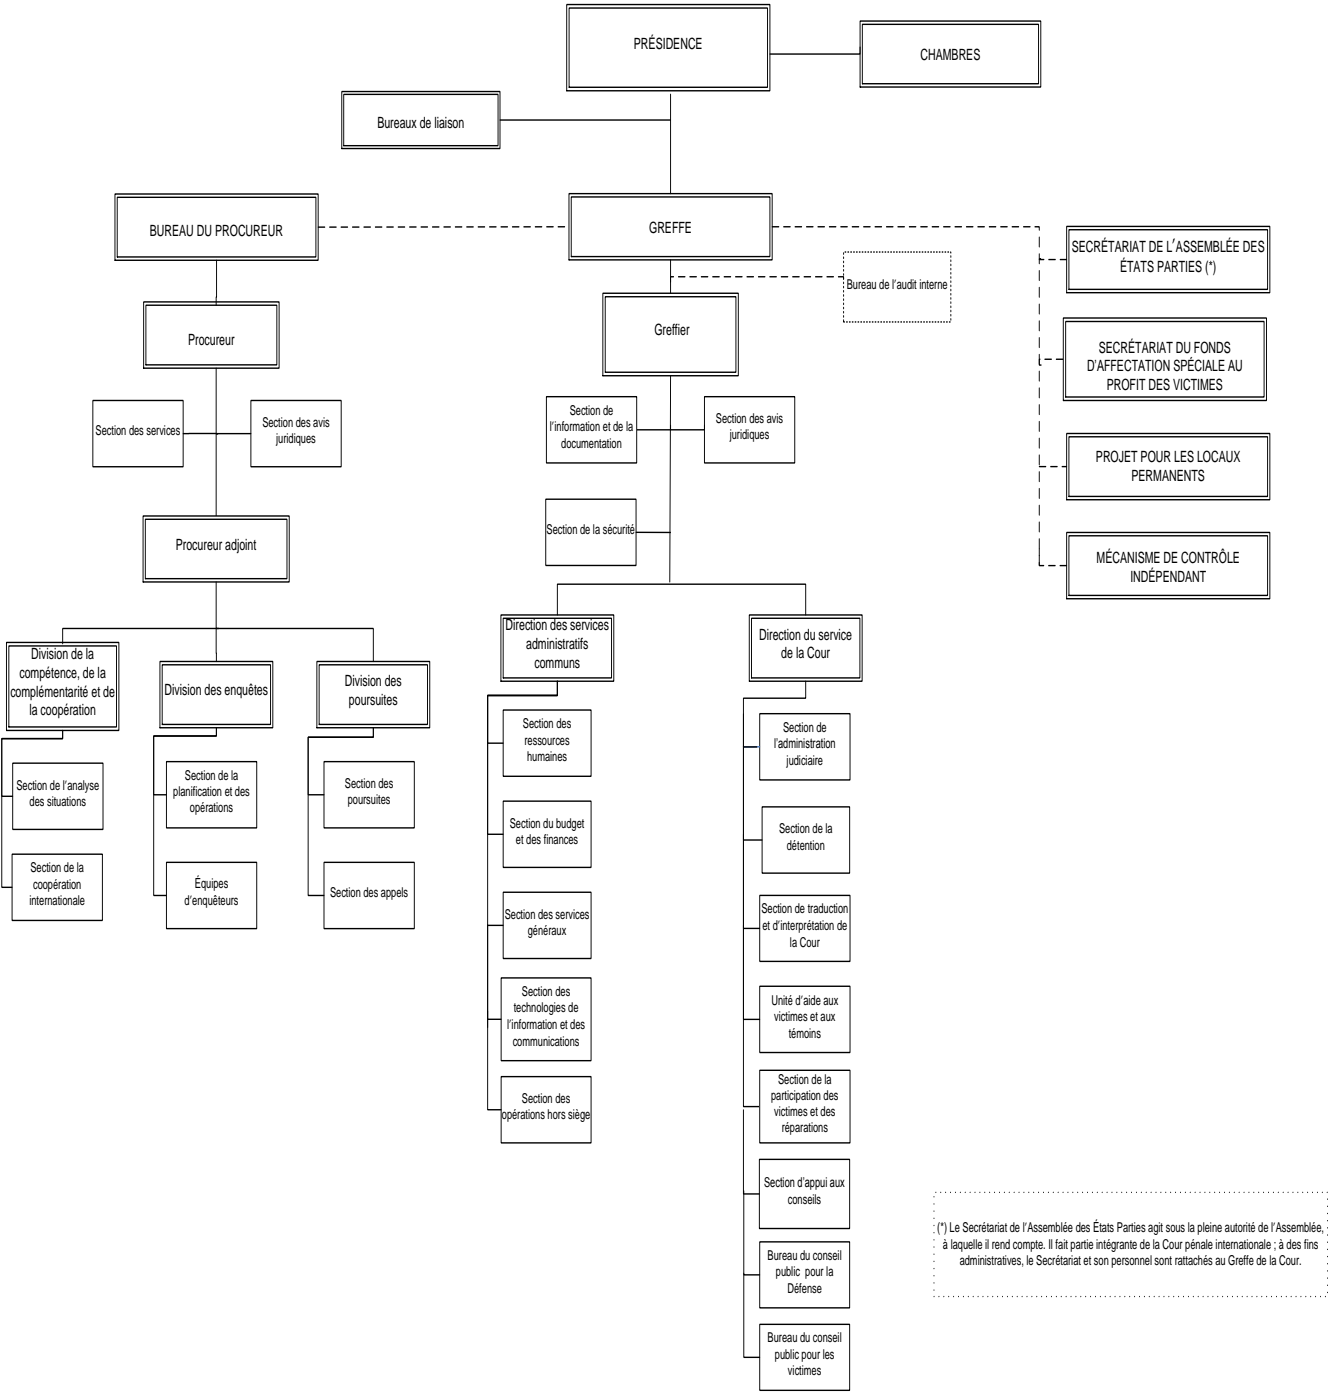 PRÉSIDENCE
CHAMBRES
Bureaux de liaison
BUREAU DU PROCUREUR
GREFFE
SECRÉTARIAT DE L'ASSEMBLÉE DES
ÉTATS PARTIES (*)
Bureau de l'audit interne
Procureur
Greffier
SECRÉTARIAT DU FONDS
D'AFFECTATION SPÉCIALE AU
PROFIT DES VICTIMES
Section des services
Section des avis
juridiques
Section de
l'information et de la
documentation
Section des avis
juridiques
PROJET POUR LES LOCAUX
PERMANENTS
Section de la sécurité
Procureur adjoint
MÉCANISME DE CONTRÔLE
INDÉPENDANT
Division de la
compétence, de la
complémentarité et de
la coopération
Division des enquêtes
Division des
poursuites
Direction des services
administratifs
communs
Direction du service
de la Cour
Section de l'analyse
des situations
Section de la
coopération
internationale
Section de la
planification et des
opérations
Équipes
d'enquêteurs
Section des
poursuites
Section des appels
Section des
ressources
humaines
Section du budget
et des finances
Section des services
généraux
Section des
technologies de
l'information et des
communications
Section des
opérations hors siège
Section de
l'administration
judiciaire
Section de la
détention
Section de traduction
et d'interprétation de
la Cour
Unité d'aide aux
victimes et aux
témoins
Section de la
participation des
victimes et des
réparations
Section d'appui aux
conseils
Bureau du conseil
public pour la
Défense
Bureau du conseil
public pour les
victimes
(*) Le Secrétariat de l'Assemblée des États Parties agit sous la pleine autorité de l'Assemblée,
à laquelle il rend compte. Il fait partie intégrante de la Cour pénale internationale ; à des fins
administratives, le Secrétariat et son personnel sont rattachés au Greffe de la Cour.